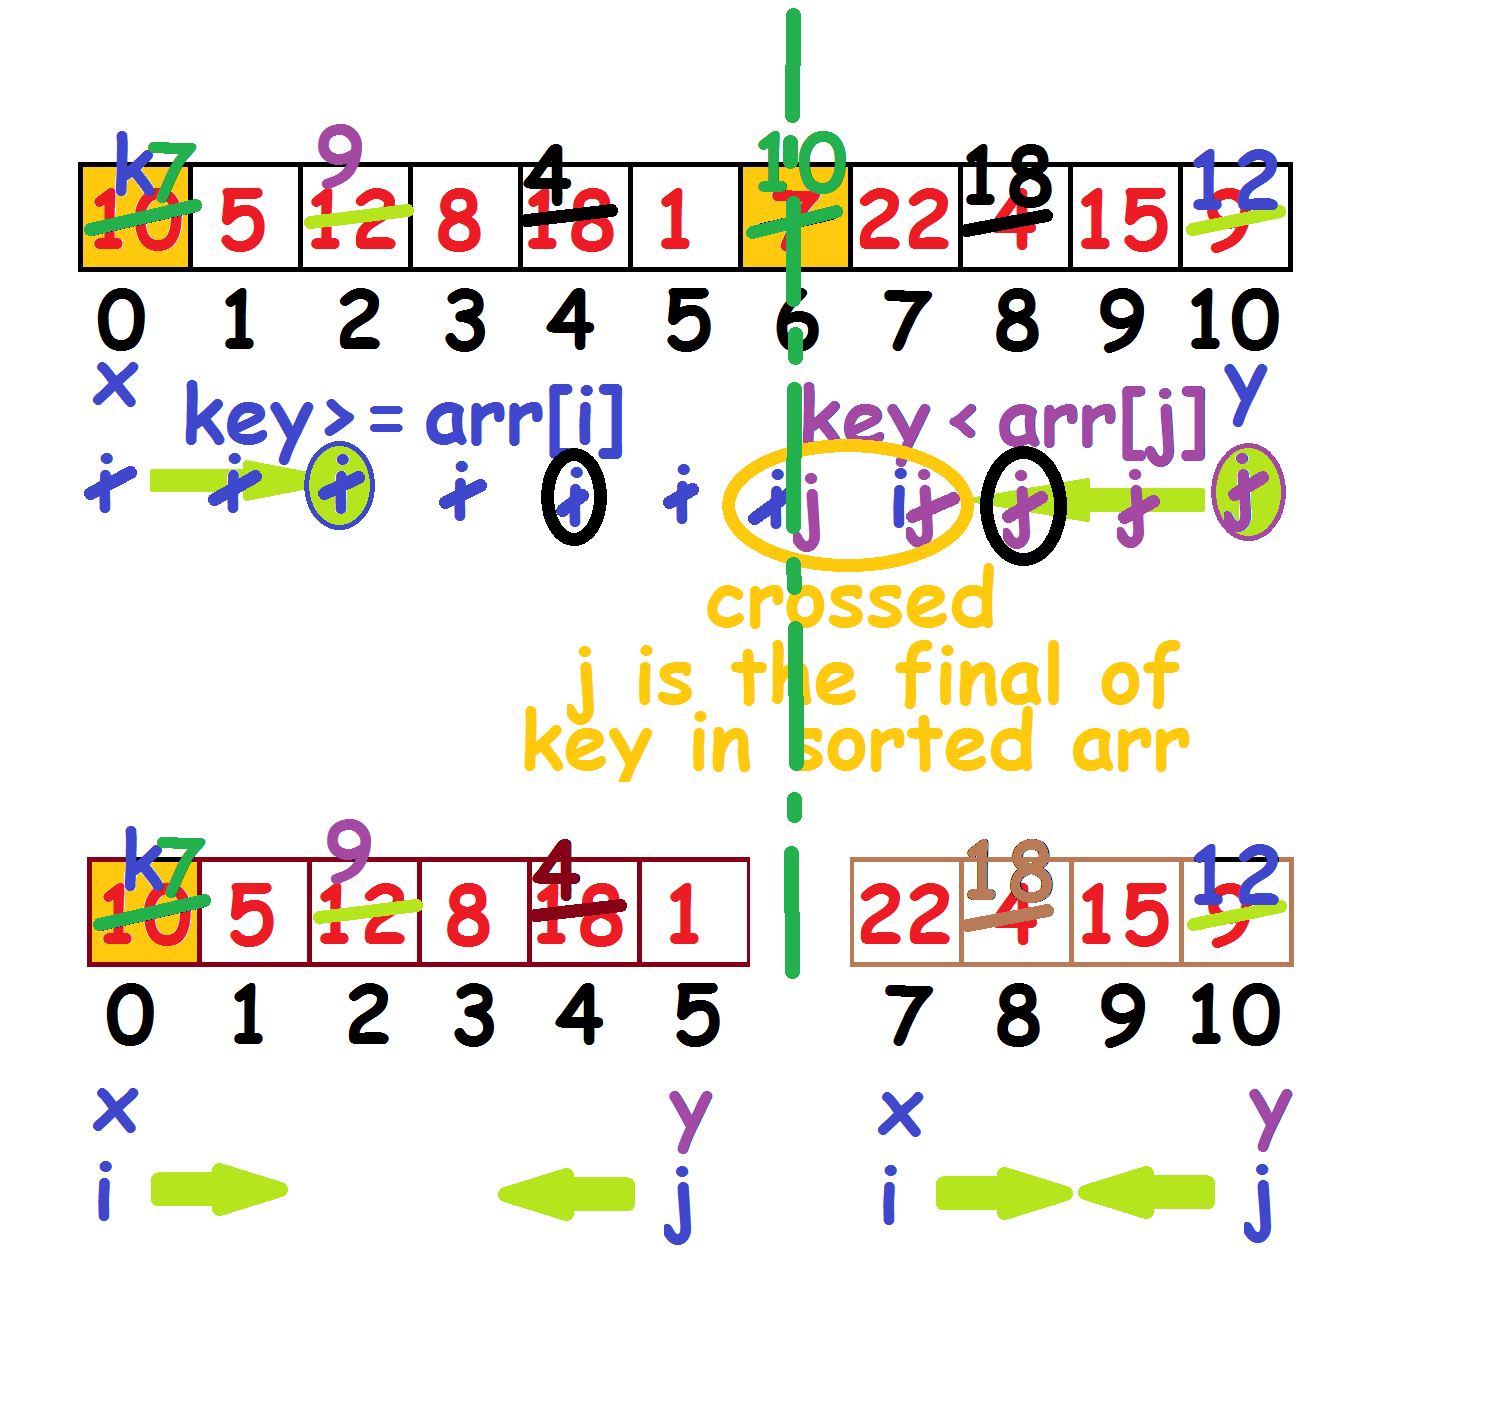 k 7 9 4 10 18 12
10 5 12 8 18 1 7 22 4 15 9
0 1 2 3 4 5 6 7 8 9 10
x key >= arr[i] key < arr[j] y
i i i i i i i j i j j j j
crossed
j is the final of
key in sorted arr
k 7 9 4 18 12
10 5 12 8 18 1 22 4 15 9
0 1 2 3 4 5 7 8 9 10
x y x y
i j i j